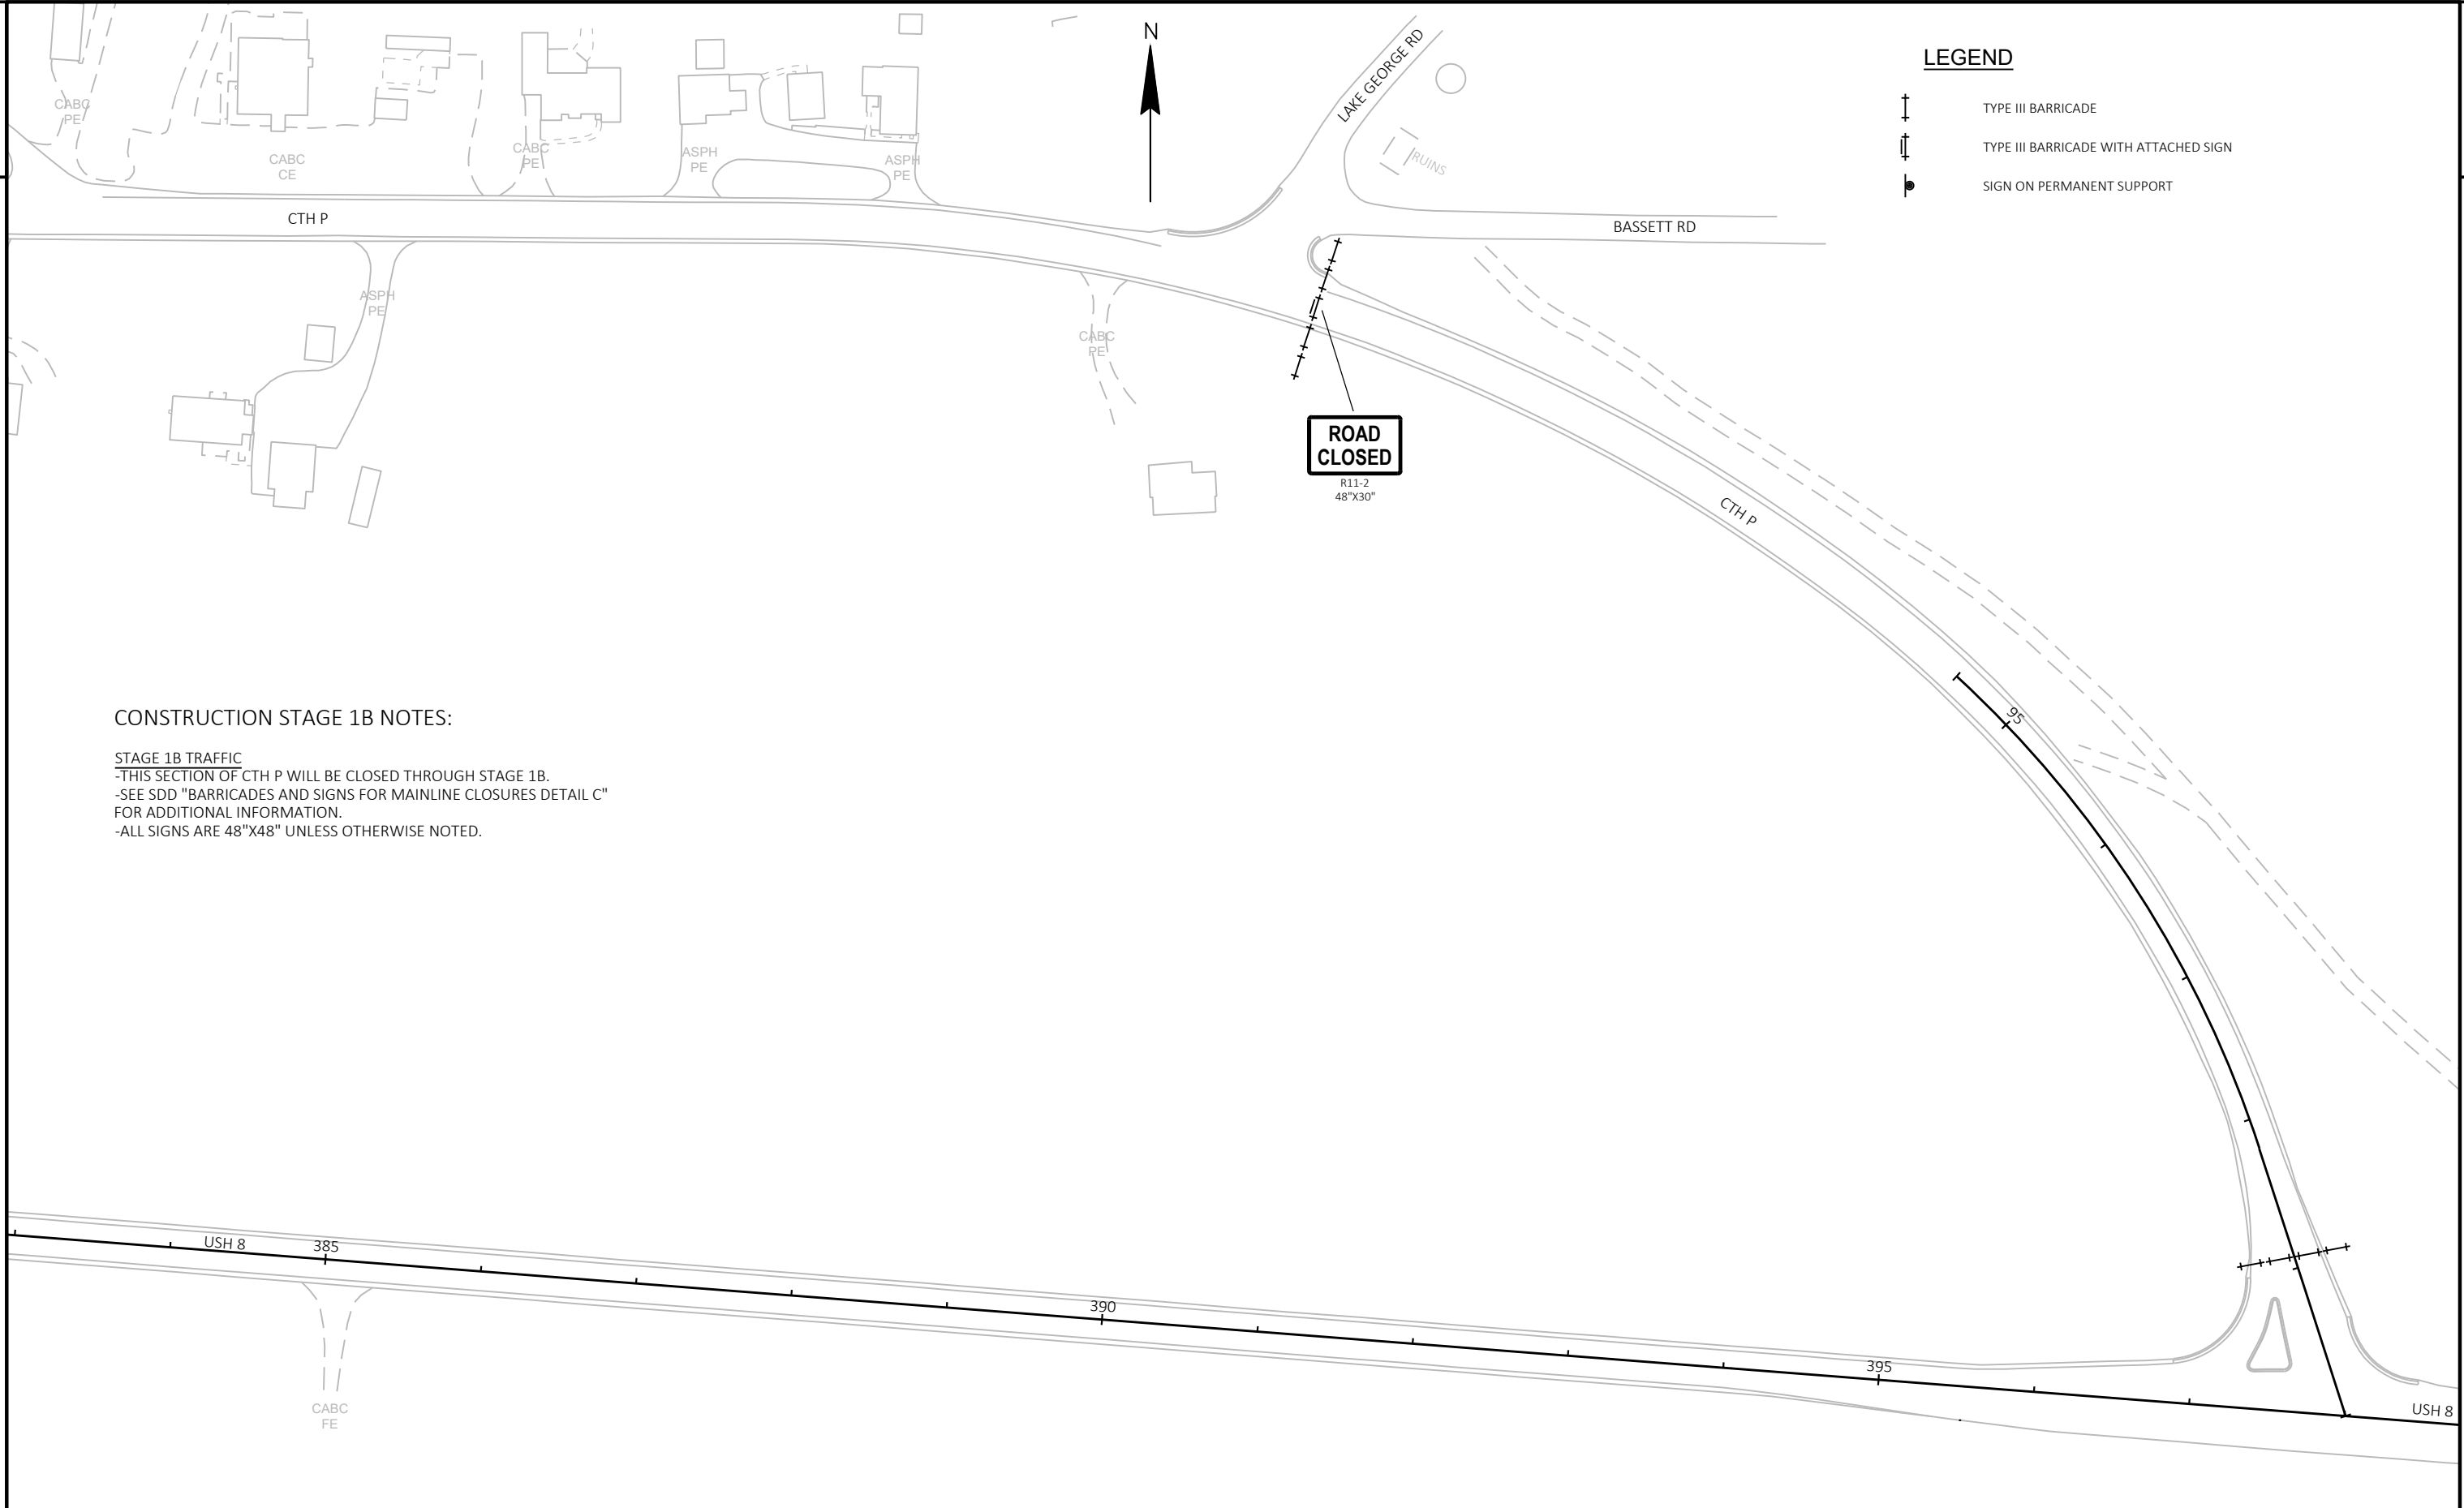 N
LAKE GEORGE RD
LEGEND
TYPE III BARRICADE
TYPE III BARRICADE WITH ATTACHED SIGN
SIGN ON PERMANENT SUPPORT
CABC
PE
CABC
CE
CABC
PE
ASPH
PE
ASPH
PE
RUINS
CTH P
BASSETT RD
ASPH
PE
CABC
PE
ROAD
CLOSED
R11-2
48"X30"
CTH P
95
CONSTRUCTION STAGE 1B NOTES:
STAGE 1B TRAFFIC
-THIS SECTION OF CTH P WILL BE CLOSED THROUGH STAGE 1B.
-SEE SDD "BARRICADES AND SIGNS FOR MAINLINE CLOSURES DETAIL C"
FOR ADDITIONAL INFORMATION.
-ALL SIGNS ARE 48"X48" UNLESS OTHERWISE NOTED.
USH 8
385
390
395
USH 8
CABC
FE